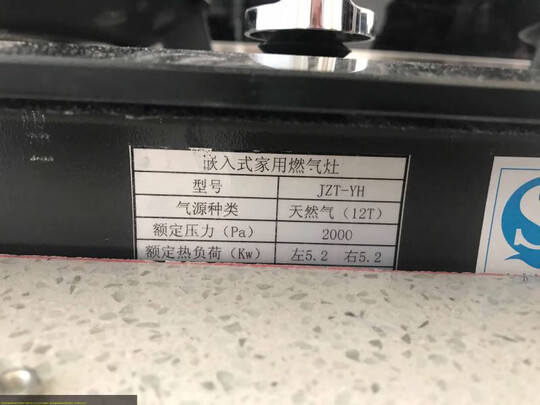 嵌入式家用燃气灶
型号 JZT-YH
气源种类 天然气（12T）
额定压力（Pa） 2000
额定热负荷（Kw） 左5.2 右5.2